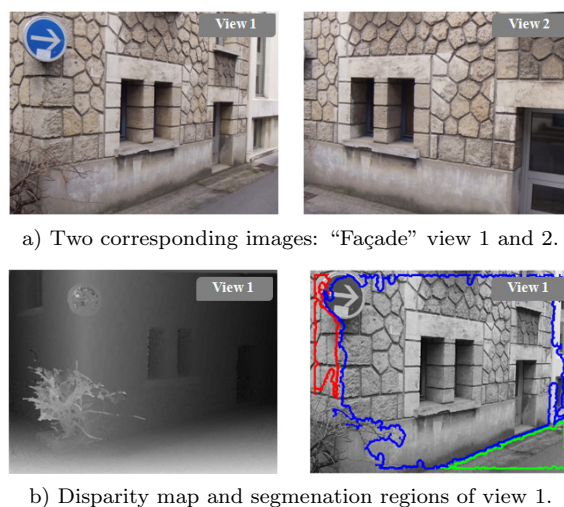 View 1
View 2
a) Two corresponding images: “Façade” view 1 and 2.
View 1
View 1
b) Disparity map and segmenation regions of view 1.